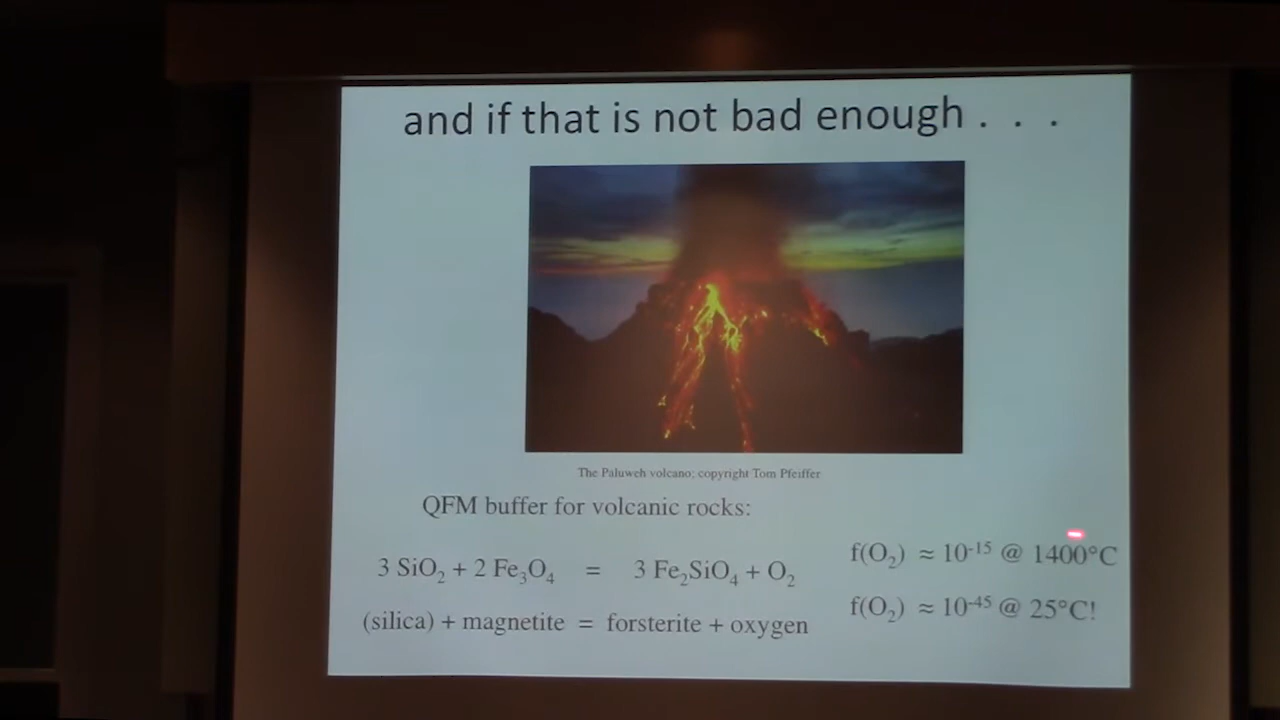 and if that is not bad enough . . .
The Paluweh volcano; copyright Tom Pfeiffer
QFM buffer for volcanic rocks:
3 SiO₂ + 2 Fe₃O₄ = 3 Fe₂SiO₄ + O₂
(silica) + magnetite = forsterite + oxygen
f(O₂) ≈ 10⁻¹⁵ @ 1400°C
f(O₂) ≈ 10⁻⁴⁵ @ 25°C!